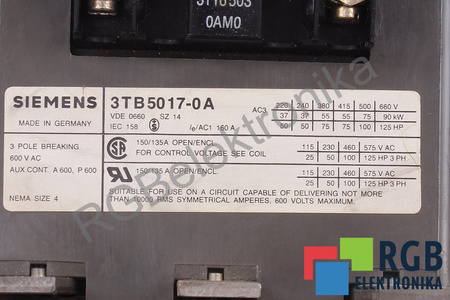 3TY6503
0AM0
SIEMENS
MADE IN GERMANY
3TB5017-0A
VDE 0660 SZ 14
IEC 158 S Ie/AC1 160 A
AC3
220 240 380 415 500 660 V
37 37 55 55 75 90 kW
50 50 75 75 100 125 HP
3 POLE BREAKING
600 V AC
AUX.CONT. A 600, P 600
NEMA SIZE 4
150/135A OPEN/ENCL.
FOR CONTROL VOLTAGE SEE COIL
115 230 460 575 V.AC
25 50 100 125 HP 3 PH
150/135 A OPEN/ENCL.
115 230 460 575 V.AC
25 50 100 125 HP 3 PH
SUITABLE FOR USE ON A CIRCUIT CAPABLE OF DELIVERING NOT MORE
THAN 10000 RMS SYMMETRICAL AMPERES, 600 VOLTS MAXIMUM.
RGBelektronika
RGB
ELEKTRONIKA